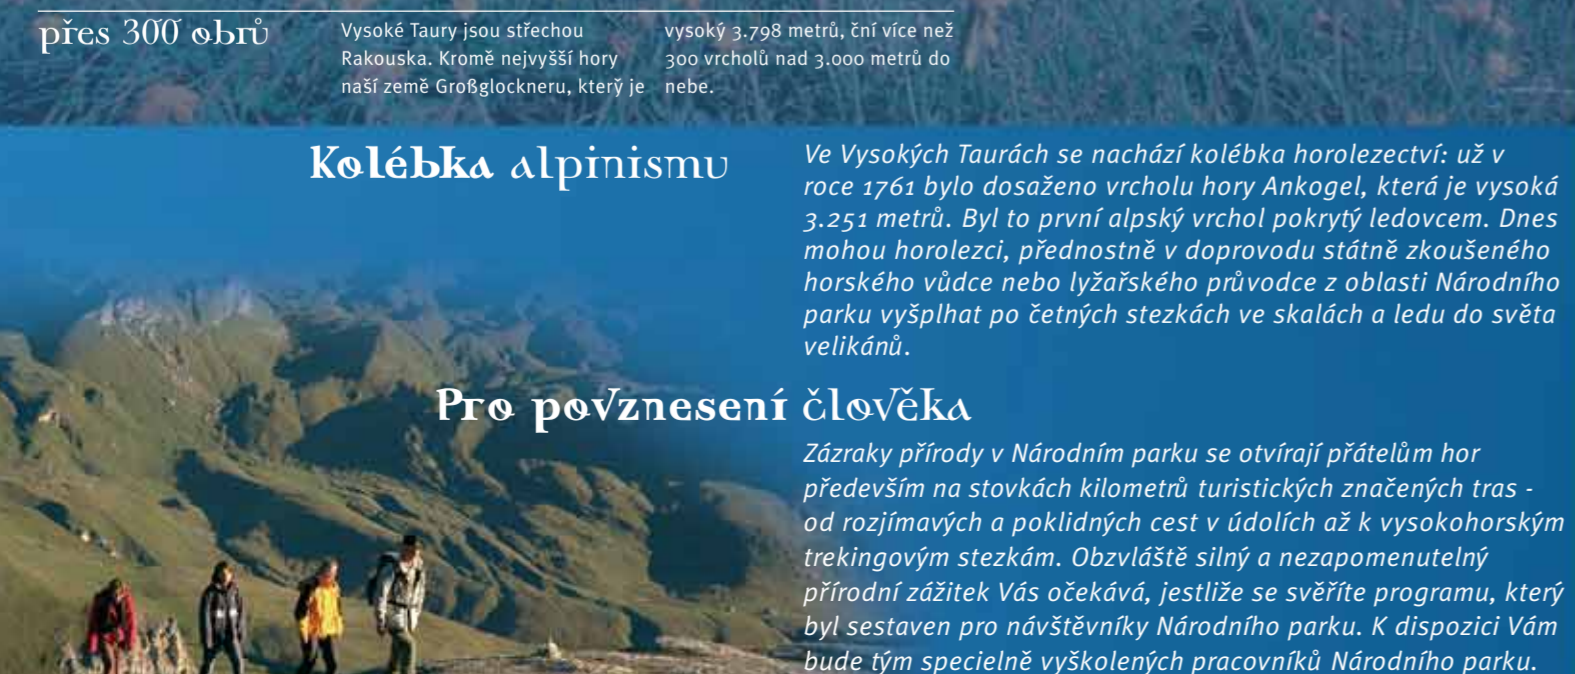 přes 300 obrů
Vysoké Taury jsou střechou
Rakouska. Kromě nejvyšší hory
naší země Großglockneru, který je
vysoký 3.798 metrů, ční více než
300 vrcholů nad 3.000 metrů do
nebe.
Kolébka alpinismu
Ve Vysokých Taurách se nachází kolébka horolezectví: už v
roce 1761 bylo dosaženo vrcholu hory Ankogel, která je vysoká
3.251 metrů. Byl to první alpský vrchol pokrytý ledovcem. Dnes
mohou horolezci, přednostně v doprovodu státně zkoušeného
horského vůdce nebo lyžařského průvodce z oblasti Národního
parku vyšplhat po četných stezkách ve skalách a ledu do světa
velikánů.
Pro povznesení člověka
Zázraky přírody v Národním parku se otvírají přátelům hor
především na stovkách kilometrů turistických značených tras -
od rozjímavých a poklidných cest v údolích až k vysokohorským
trekingovým stezkám. Obzvláště silný a nezapomenutelný
přírodní zážitek Vás očekává, jestliže se svěříte programu, který
byl sestaven pro návštěvníky Národního parku. K dispozici Vám
bude tým specielně vyškolených pracovníků Národního parku.